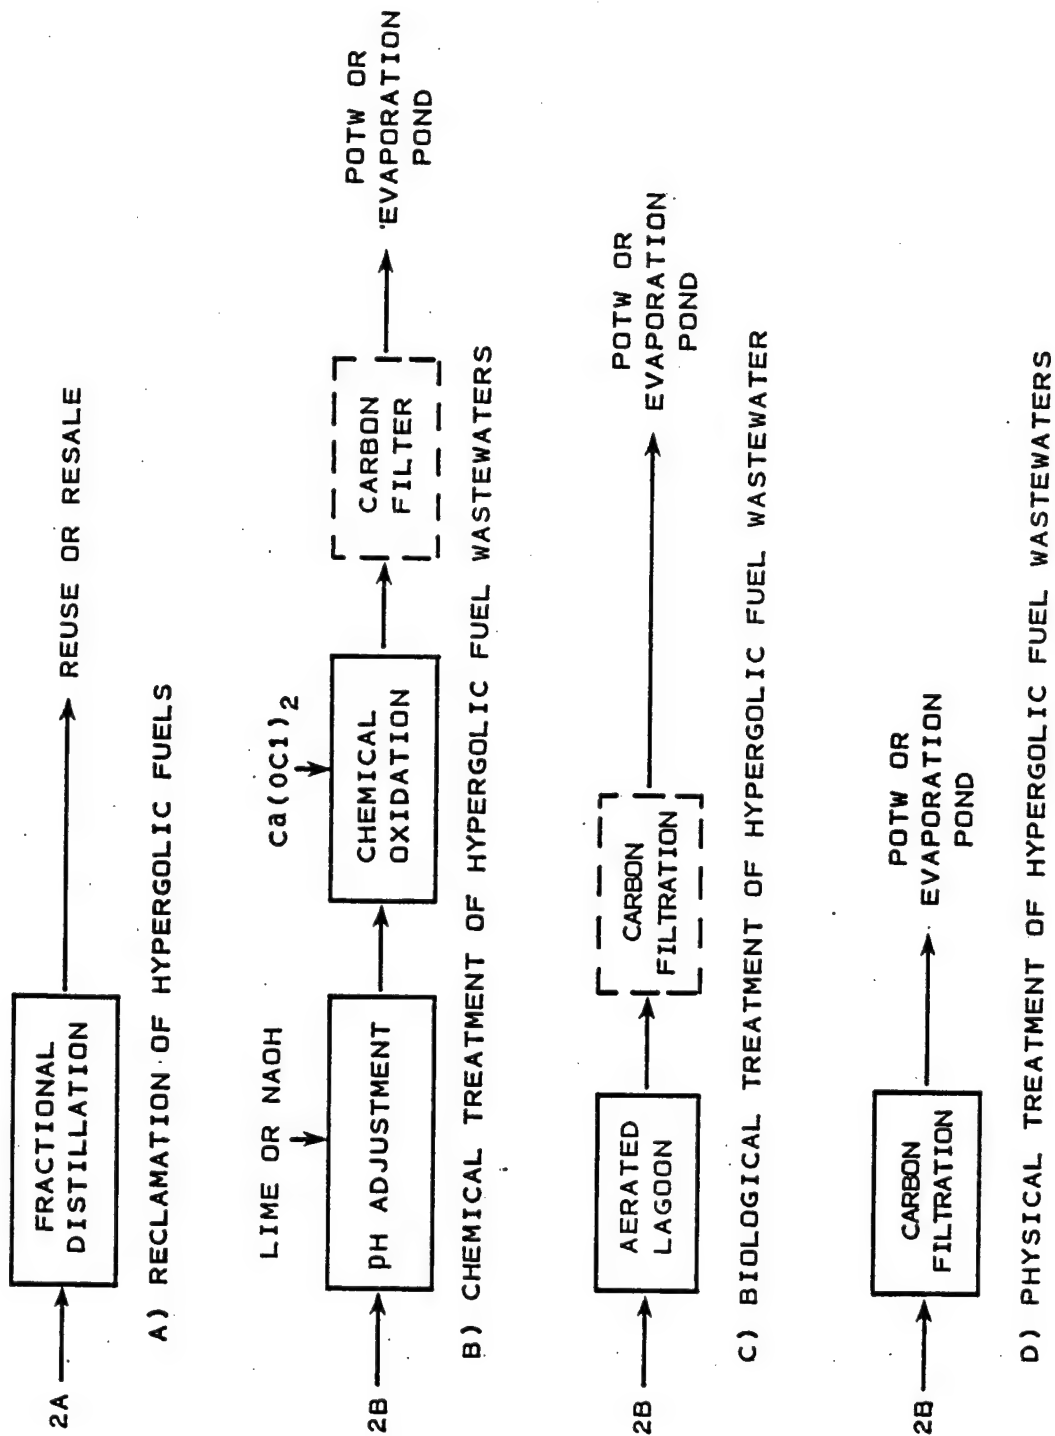 2A
FRACTIONAL
DISTILLATION
REUSE OR RESALE
A) RECLAMATION OF HYPERGOLIC FUELS
LIME OR NAOH
Ca(OCl)2
2B
pH ADJUSTMENT
CHEMICAL
OXIDATION
CARBON
FILTER
POTW OR
EVAPORATION
POND
B) CHEMICAL TREATMENT OF HYPERGOLIC FUEL WASTEWATERS
2B
AERATED
LAGOON
CARBON
FILTRATION
POTW OR
EVAPORATION
POND
C) BIOLOGICAL TREATMENT OF HYPERGOLIC FUEL WASTEWATER
2B
CARBON
FILTRATION
POTW OR
EVAPORATION
POND
D) PHYSICAL TREATMENT OF HYPERGOLIC FUEL WASTEWATERS